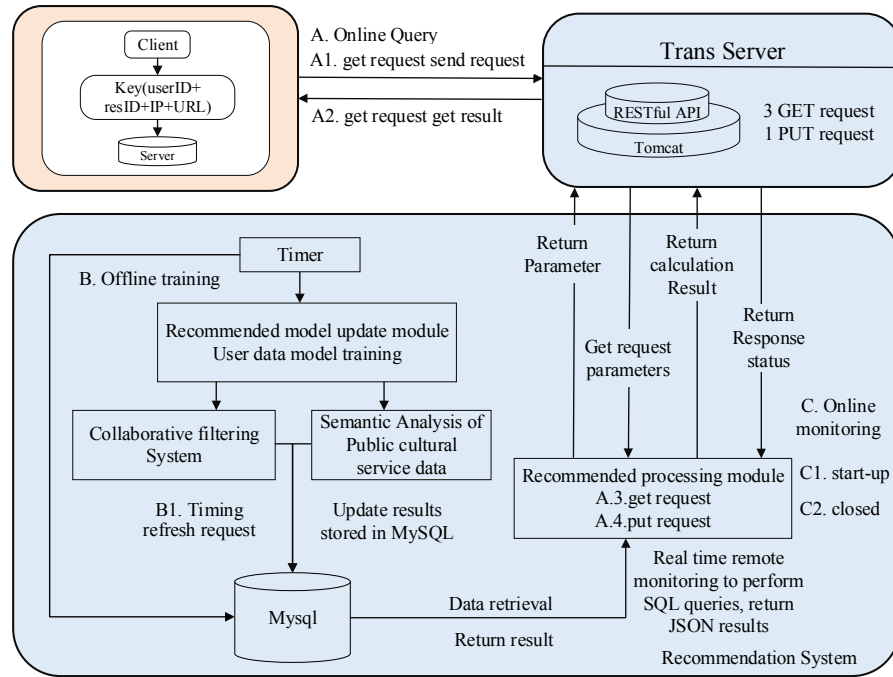 Client
Key(userID+
resID+IP+URL)
Server
A. Online Query
A1. get request send request
A2. get request get result
Trans Server
RESTful API
Tomcat
3 GET request
1 PUT request
Timer
B. Offline training
Recommended model update module
User data model training
Collaborative filtering
System
Semantic Analysis of
Public cultural
service data
B1. Timing
refresh request
Update results
stored in MySQL
Mysql
Data retrieval
Return result
Return
Parameter
Get request
parameters
Return
calculation
Result
Return
Response
status
C. Online
monitoring
C1. start-up
C2. closed
Recommended processing module
A.3.get request
A.4.put request
Real time remote
monitoring to perform
SQL queries, return
JSON results
Recommendation System